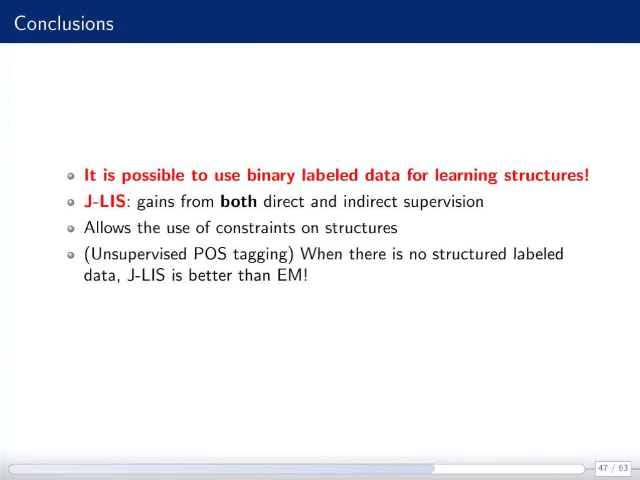 Conclusions
It is possible to use binary labeled data for learning structures!
J-LIS: gains from both direct and indirect supervision
Allows the use of constraints on structures
(Unsupervised POS tagging) When there is no structured labeled
data, J-LIS is better than EM!
47 / 63